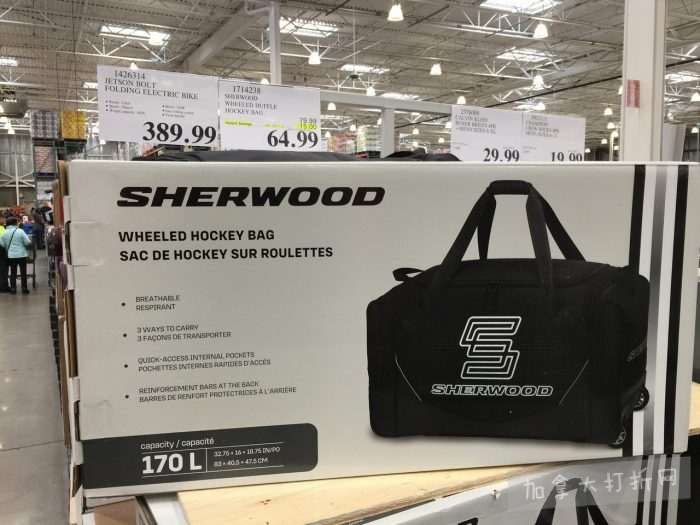 1426314
JETSON BOLT
FOLDING ELECTRIC BIKE
389.99
1714238
SHERWOOD
WHEELED DUFFLE
HOCKEY BAG
79.99
15.00
64.99
29.99
19.99
SHERWOOD
WHEELED HOCKEY BAG
SAC DE HOCKEY SUR ROULETTES
• BREATHABLE
RESPIRANT
• 3 WAYS TO CARRY
3 FAÇONS DE TRANSPORTER
• QUICK-ACCESS INTERNAL POCKETS
POCHETTES INTERNES RAPIDES D'ACCÈS
• REINFORCEMENT BARS AT THE BACK
BARRES DE RENFORT PROTECTRICES À L'ARRIÈRE
SHERWOOD
capacity / capacité
170 L
32.75 × 16 × 18.75 IN/PO
83 × 40.5 × 47.5 CM
加拿大打折网